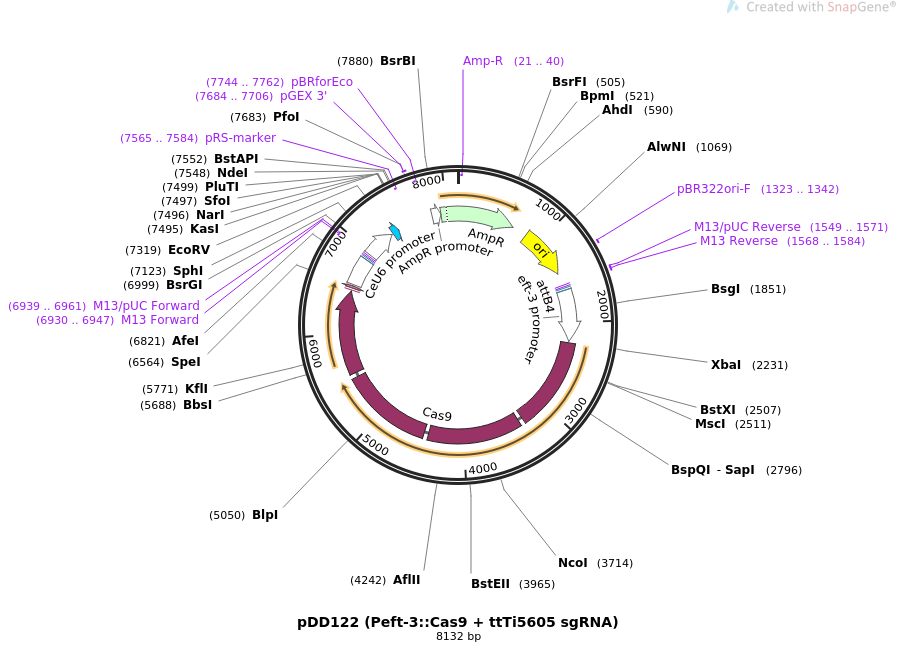 Created with SnapGene®
(7880) BsrBI
Amp-R (21 .. 40)
(7744 .. 7762) pBRforEco
(7684 .. 7706) pGEX 3'
(7683) PfoI
(7565 .. 7584) pRS-marker
(7552) BstAPI
(7548) NdeI
(7499) PluTI
(7497) SfoI
(7496) NarI
(7495) KasI
(7319) EcoRV
(7123) SphI
(6999) BsrGI
(6939 .. 6961) M13/pUC Forward
(6930 .. 6947) M13 Forward
(6821) AfeI
(6564) SpeI
(5771) KflI
(5688) BbsI
(5050) BlpI
(4242) AflII
BsrFI (505)
BpmI (521)
AhdI (590)
AlwNI (1069)
pBR322ori-F (1323 .. 1342)
M13/pUC Reverse (1549 .. 1571)
M13 Reverse (1568 .. 1584)
BsgI (1851)
XbaI (2231)
BstXI (2507)
MscI (2511)
BspQI - SapI (2796)
NcoI (3714)
BstEII (3965)
8000
1000
2000
3000
4000
5000
6000
7000
AmpR
AmpR promoter
CeU6 promoter
ori
attB4
eft-3 promoter
Cas9
pDD122 (Peft-3::Cas9 + ttTi5605 sgRNA)
8132 bp